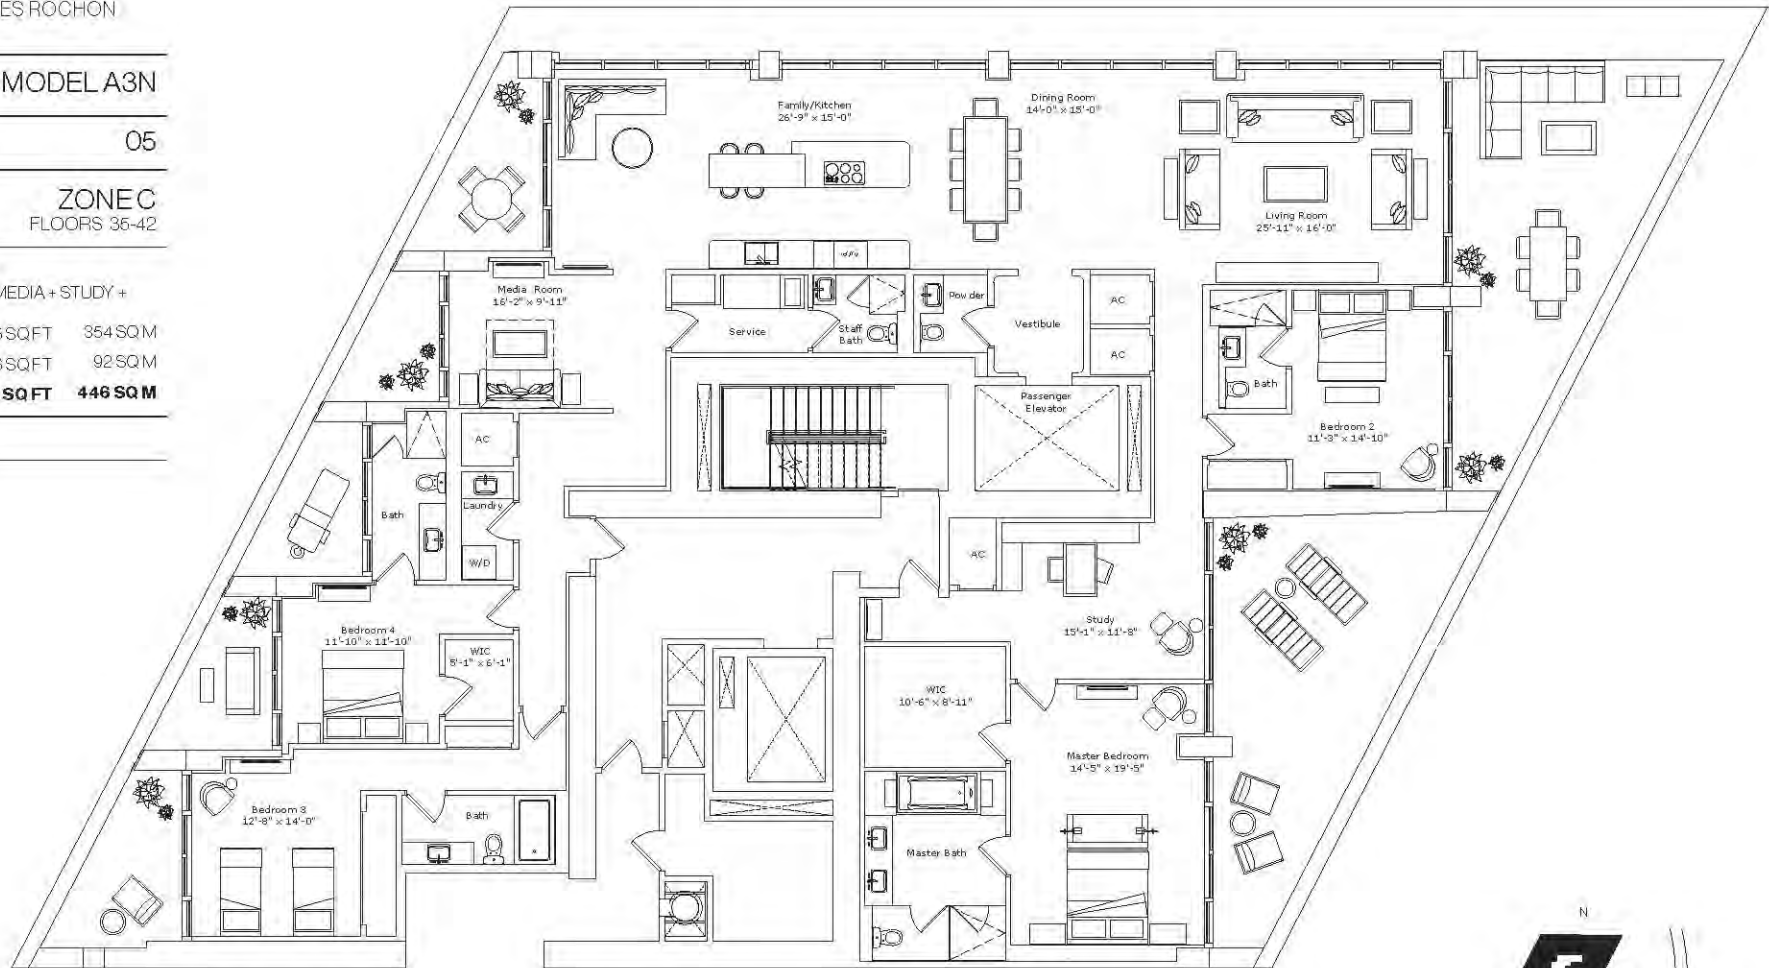 ES ROCHON
MODEL A3N
05
ZONE C
FLOORS 35-42
MEDIA + STUDY +
SQFT 354 SQ M
SQFT 92 SQ M
SQ FT 446 SQ M
Family/Kitchen
26'-9" x 15'-0"
Dining Room
14'-0" x 15'-0"
Living Room
25'-11" x 16'-0"
Media Room
16'-2" x 9'-11"
Service
Staff
Bath
Powder
Vestibule
AC
AC
Passenger
Elevator
Bath
Bedroom 2
11'-3" x 14'-10"
AC
Laundry
Bath
W/D
AC
Study
15'-1" x 11'-8"
Bedroom 4
11'-10" x 11'-10"
WIC
5'-1" x 6'-1"
WIC
10'-6" x 8'-11"
Master Bedroom
14'-5" x 19'-5"
Bedroom 3
12'-8" x 14'-0"
Bath
Master Bath
N